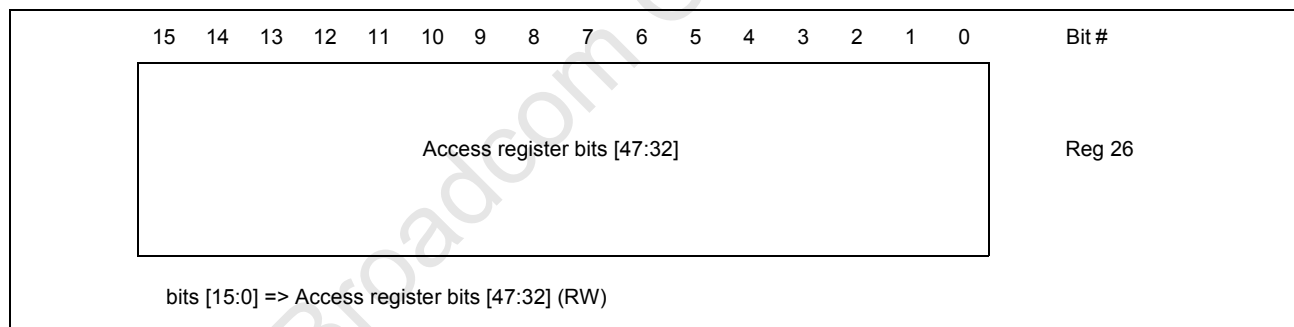 15 14 13 12 11 10 9 8 7 6 5 4 3 2 1 0 Bit #
Access register bits [47:32] Reg 26
bits [15:0] => Access register bits [47:32] (RW)
Broadcom